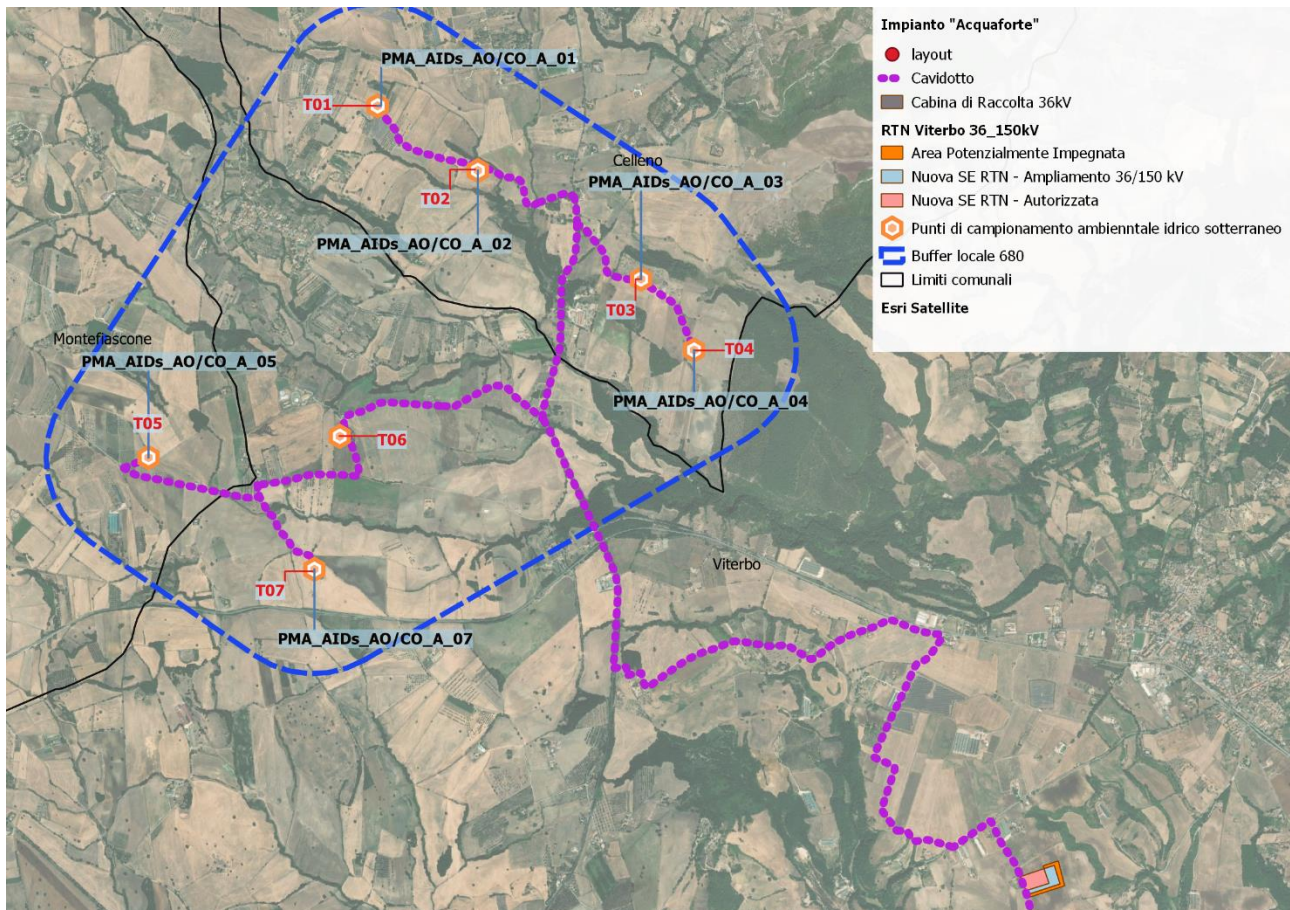 Impianto "Acquaforte"
layout
Cavidotto
Cabina di Raccolta 36kV
RTN Viterbo 36_150kV
Area Potenzialmente Impegnata
Nuova SE RTN - Ampliamento 36/150 kV
Nuova SE RTN - Autorizzata
Punti di campionamento ambienntale idrico sotterraneo
Buffer locale 680
Limiti comunali
Esri Satellite
PMA_AIDs_AO/CO_A_01
T01
T02
PMA_AIDs_AO/CO_A_02
Celleno
PMA_AIDs_AO/CO_A_03
T03
T04
PMA_AIDs_AO/CO_A_04
Montefiascone
PMA_AIDs_AO/CO_A_05
T05
T06
T07
PMA_AIDs_AO/CO_A_07
Viterbo